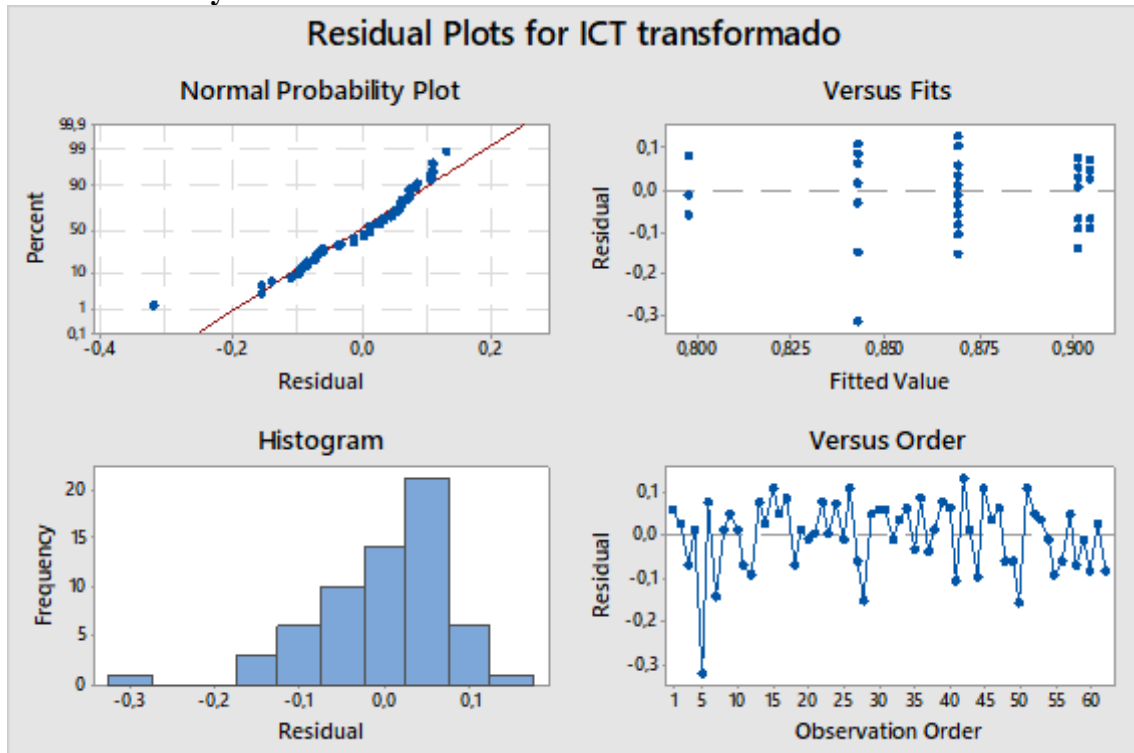 Residual Plots for ICT transformado
Normal Probability Plot
99,9
99
90
50
10
1
0,1
Percent
-0,4 -0,2 0,0 0,2
Residual
Versus Fits
0,1
0,0
-0,1
-0,2
-0,3
Residual
0,800 0,825 0,850 0,875 0,900
Fitted Value
Histogram
20
15
10
5
0
Frequency
-0,3 -0,2 -0,1 0,0 0,1
Residual
Versus Order
0,1
0,0
-0,1
-0,2
-0,3
Residual
1 5 10 15 20 25 30 35 40 45 50 55 60
Observation Order